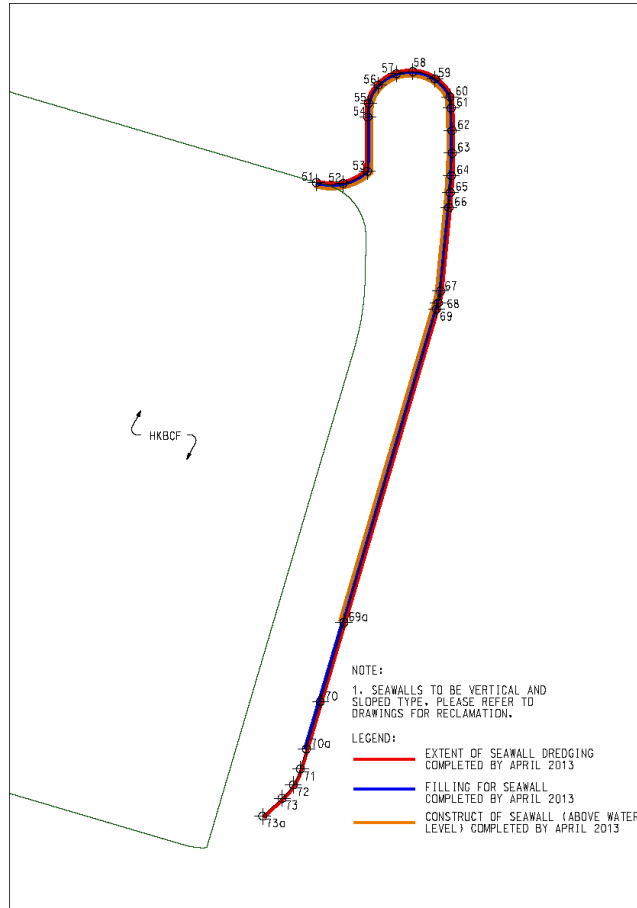 58
57
59
56
60
55
61
54
62
63
53
64
51
52
65
66
67
68
69
HKBCF
69a
NOTE:
1. SEAWALLS TO BE VERTICAL AND
SLOPED TYPE. PLEASE REFER TO
DRAWINGS FOR RECLAMATION.
70
LEGEND:
70a
EXTENT OF SEAWALL DREDGING
COMPLETED BY APRIL 2013
71
72
FILLING FOR SEAWALL
COMPLETED BY APRIL 2013
73
73a
CONSTRUCT OF SEAWALL (ABOVE WATER
LEVEL) COMPLETED BY APRIL 2013